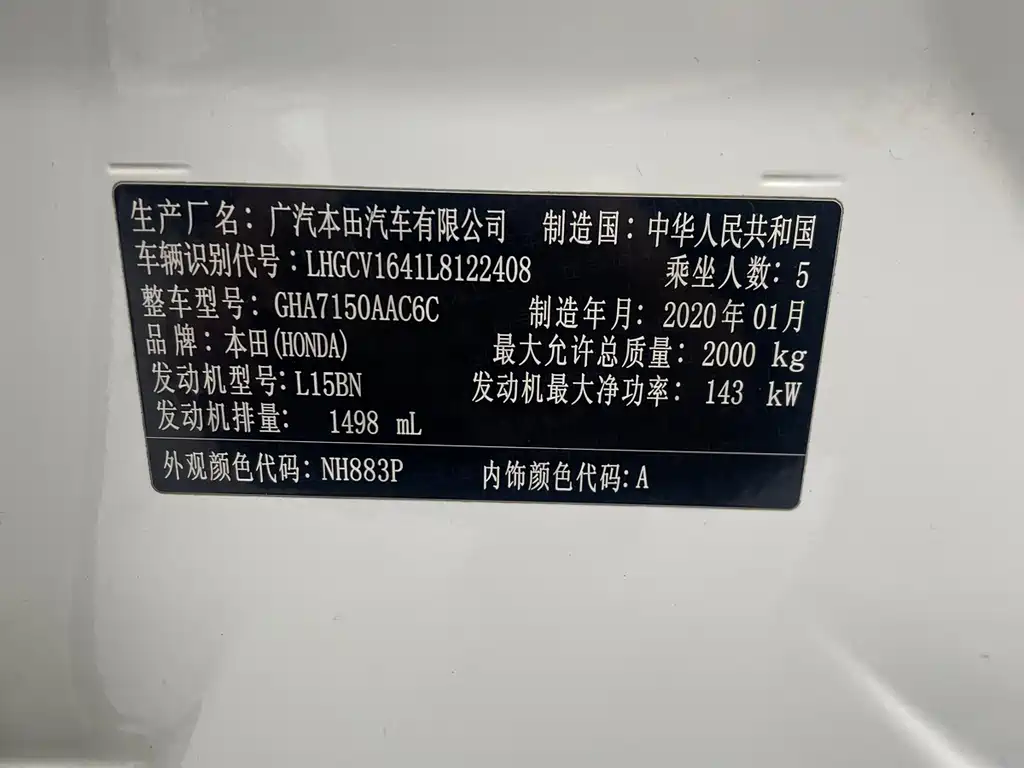 生产厂名：广汽本田汽车有限公司 制造国：中华人民共和国
车辆识别代号：LHGCV1641L8122408 乘坐人数：5
整车型号：GHA7150AAC6C 制造年月：2020年01月
品牌：本田(HONDA) 最大允许总质量：2000 kg
发动机型号：L15BN 发动机最大净功率：143 kW
发动机排量： 1498 mL
外观颜色代码：NH883P 内饰颜色代码：A